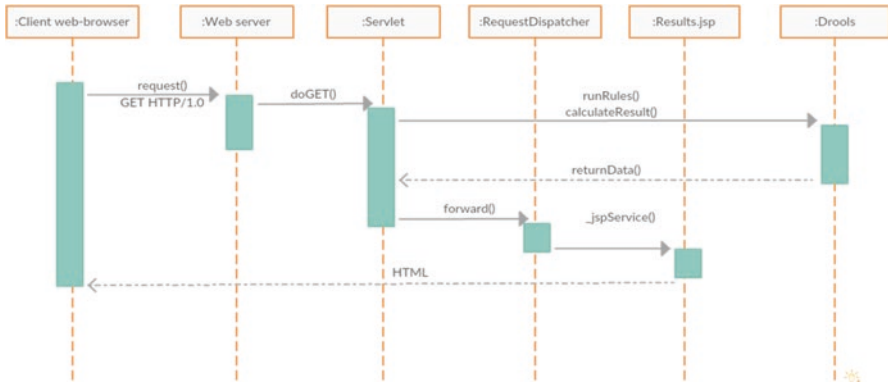 :Client web-browser
:Web server
:Servlet
:RequestDispatcher
:Results.jsp
:Drools
request()
GET HTTP/1.0
doGET()
runRules()
calculateResult()
returnData()
forward()
_jspService()
HTML